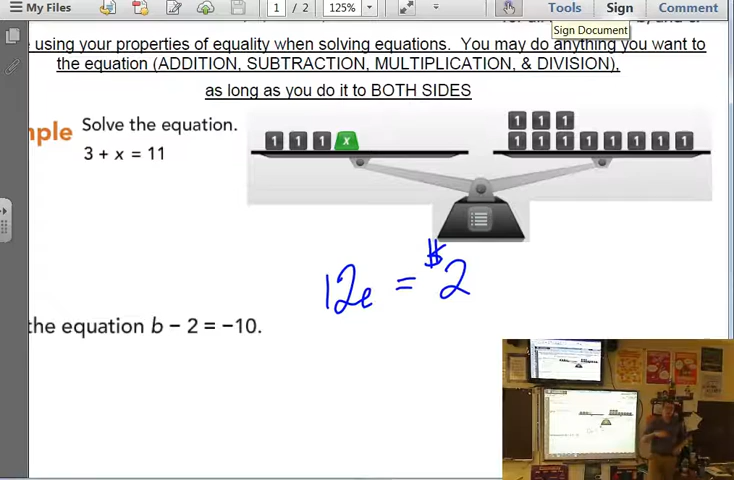 My Files 1 / 2 125% Tools Sign Comment
Sign Document
using your properties of equality when solving equations. You may do anything you want to
the equation (ADDITION, SUBTRACTION, MULTIPLICATION, & DIVISION),
as long as you do it to BOTH SIDES
mple Solve the equation.
3 + x = 11
1 1 1 x
1 1 1
1 1 1 1 1 1 1 1
12e = $2
the equation b − 2 = −10.